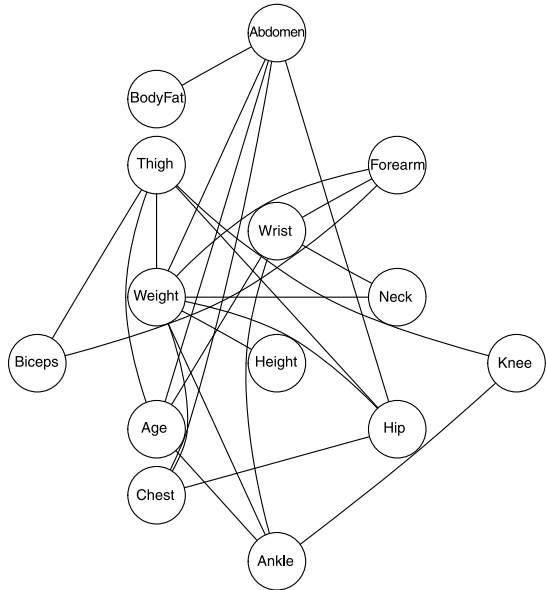 Abdomen
BodyFat
Thigh
Forearm
Wrist
Weight
Neck
Biceps
Height
Knee
Age
Hip
Chest
Ankle